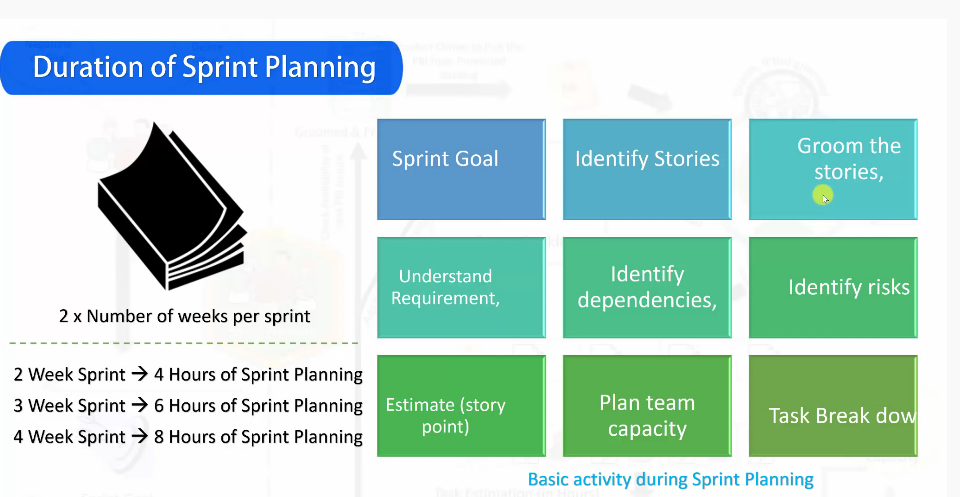 Duration of Sprint Planning
2 x Number of weeks per sprint
2 Week Sprint → 4 Hours of Sprint Planning
3 Week Sprint → 6 Hours of Sprint Planning
4 Week Sprint → 8 Hours of Sprint Planning
Sprint Goal
Identify Stories
Groom the
stories,
Understand
Requirement,
Identify
dependencies,
Identify risks
Estimate (story
point)
Plan team
capacity
Task Break dow
Basic activity during Sprint Planning